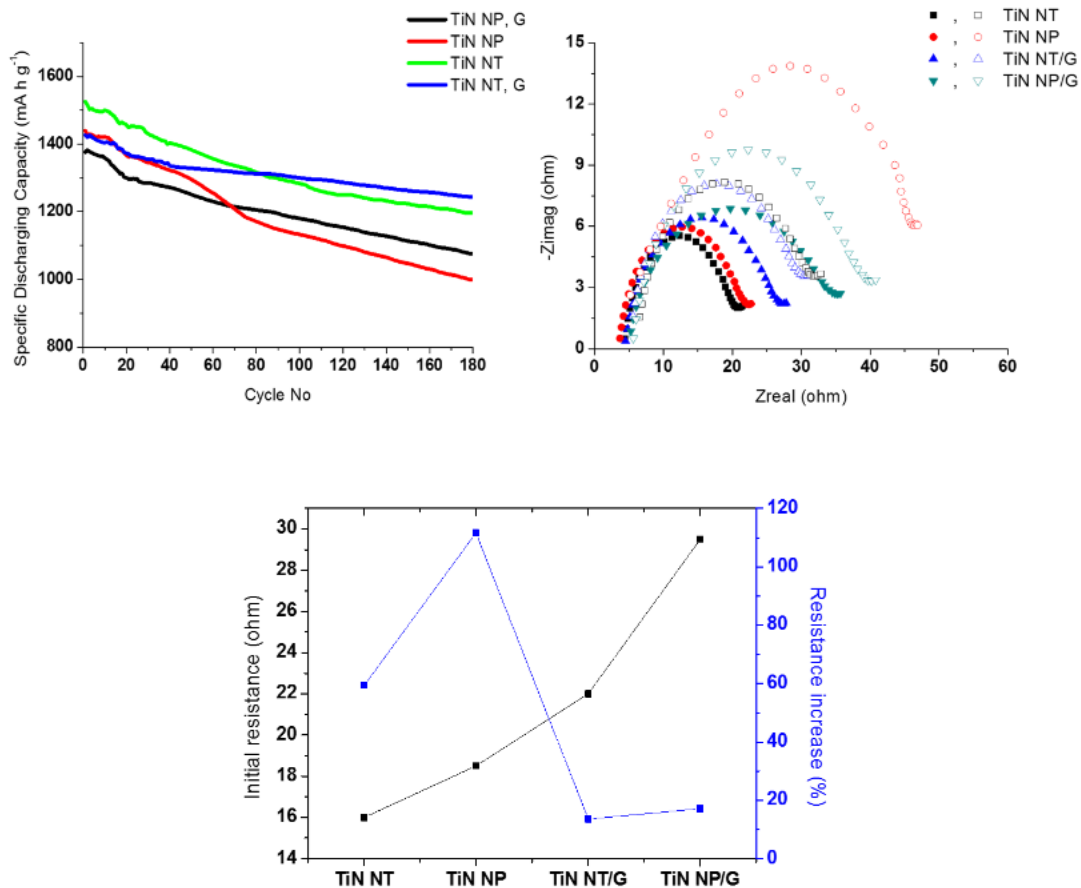 TiN NP, G
TiN NP
TiN NT
TiN NT, G
Specific Discharging Capacity (mA h g⁻¹)
1600
1400
1200
1000
800
0 20 40 60 80 100 120 140 160 180
Cycle No
, TiN NT
, TiN NP
, TiN NT/G
, TiN NP/G
-Zimag (ohm)
15
12
9
6
3
0
0 10 20 30 40 50 60
Zreal (ohm)
Initial resistance (ohm)
30
28
26
24
22
20
18
16
14
120
100
80
60
40
20
0
Resistance increase (%)
TiN NT TiN NP TiN NT/G TiN NP/G